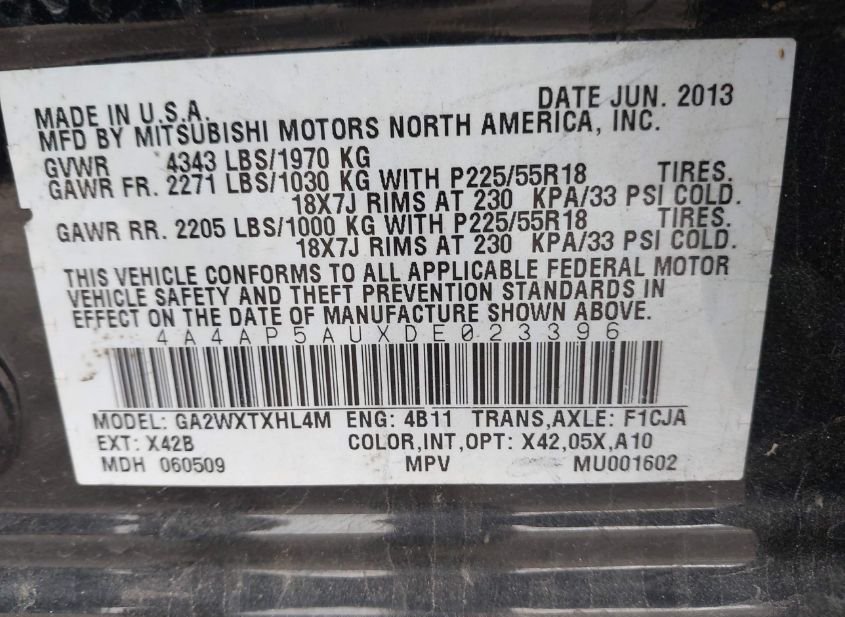 MADE IN U.S.A. DATE JUN. 2013
MFD BY MITSUBISHI MOTORS NORTH AMERICA, INC.
GVWR 4343 LBS/1970 KG
GAWR FR. 2271 LBS/1030 KG WITH P225/55R18 TIRES.
18X7J RIMS AT 230 KPA/33 PSI COLD.
GAWR RR. 2205 LBS/1000 KG WITH P225/55R18 TIRES.
18X7J RIMS AT 230 KPA/33 PSI COLD.
THIS VEHICLE CONFORMS TO ALL APPLICABLE FEDERAL MOTOR
VEHICLE SAFETY AND THEFT PREVENTION STANDARDS IN
EFFECT ON THE DATE OF MANUFACTURE SHOWN ABOVE.
4A4AP5AUXDE023396
MODEL: GA2WXTXHL4M ENG: 4B11 TRANS,AXLE: F1CJA
EXT: X42B COLOR,INT,OPT: X42,05X,A10
MDH 060509 MPV MU001602